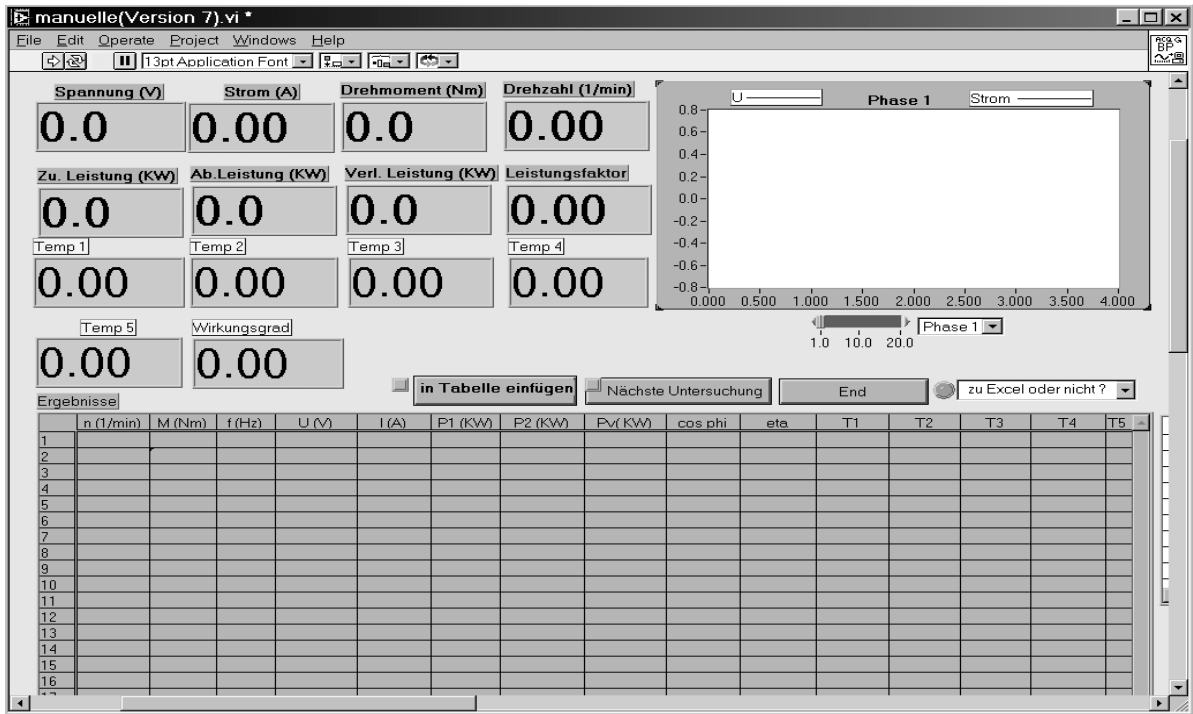 manuelle(Version 7).vi *
File Edit Operate Project Windows Help
13pt Application Font
Spannung (V) Strom (A) Drehmoment (Nm) Drehzahl (1/min)
0.0 0.00 0.0 0.00
Zu. Leistung (KW) Ab.Leistung (KW) Verl. Leistung (KW) Leistungsfaktor
0.0 0.0 0.0 0.00
Temp 1 Temp 2 Temp 3 Temp 4
0.00 0.00 0.00 0.00
Temp 5 Wirkungsgrad
0.00 0.00
U Phase 1 Strom
0.8
0.6
0.4
0.2
0.0
-0.2
-0.4
-0.6
-0.8
0.000 0.500 1.000 1.500 2.000 2.500 3.000 3.500 4.000
Phase 1
1.0 10.0 20.0
in Tabelle einfügen Nächste Untersuchung End zu Excel oder nicht ?
Ergebnisse
n (1/min) M (Nm) f (Hz) U (V) I (A) P1 (KW) P2 (KW) Pv( KW) cos phi eta T1 T2 T3 T4 T5
1
2
3
4
5
6
7
8
9
10
11
12
13
14
15
16